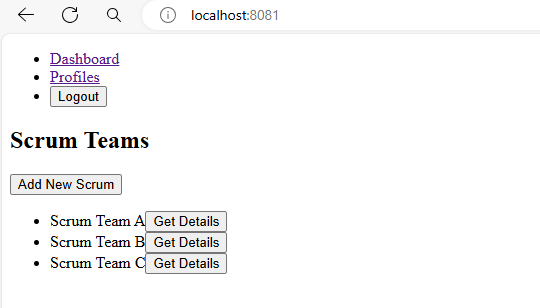 localhost:8081
Dashboard
Profiles
Logout
Scrum Teams
Add New Scrum
Scrum Team A Get Details
Scrum Team B Get Details
Scrum Team C Get Details